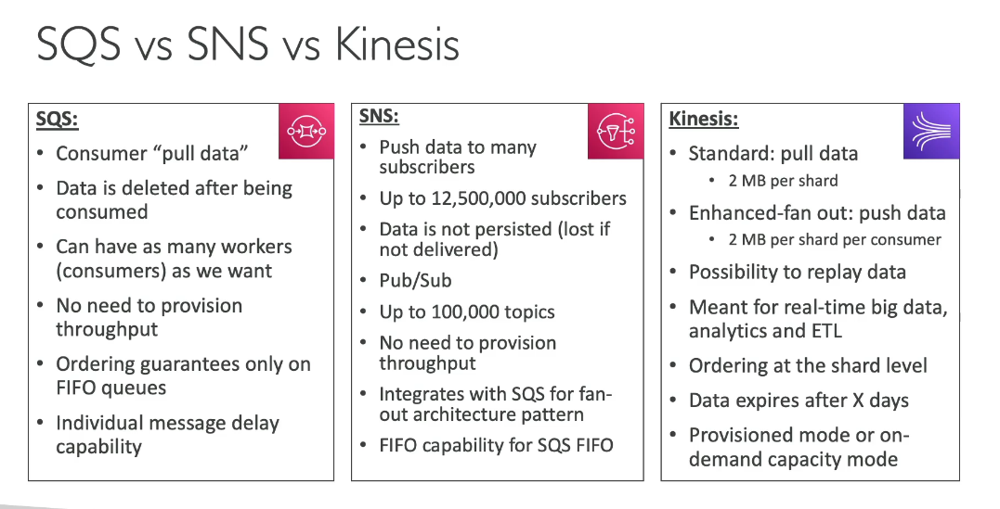 SQS vs SNS vs Kinesis
SQS:
• Consumer “pull data”
• Data is deleted after being
consumed
• Can have as many workers
(consumers) as we want
• No need to provision
throughput
• Ordering guarantees only on
FIFO queues
• Individual message delay
capability
SNS:
• Push data to many
subscribers
• Up to 12,500,000 subscribers
• Data is not persisted (lost if
not delivered)
• Pub/Sub
• Up to 100,000 topics
• No need to provision
throughput
• Integrates with SQS for fan-
out architecture pattern
• FIFO capability for SQS FIFO
Kinesis:
• Standard: pull data
• 2 MB per shard
• Enhanced-fan out: push data
• 2 MB per shard per consumer
• Possibility to replay data
• Meant for real-time big data,
analytics and ETL
• Ordering at the shard level
• Data expires after X days
• Provisioned mode or on-
demand capacity mode